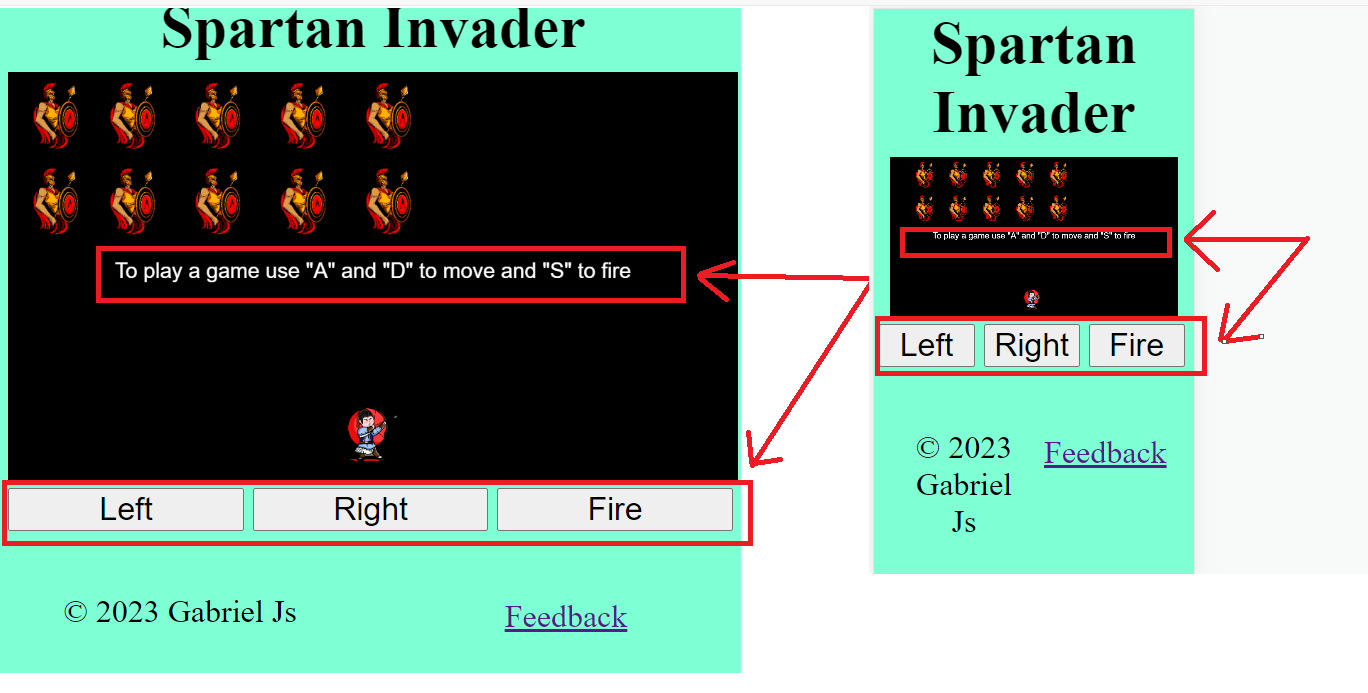 Spartan Invader
To play a game use "A" and "D" to move and "S" to fire
Left Right Fire
© 2023 Gabriel Js Feedback
Spartan
Invader
To play a game use "A" and "D" to move and "S" to fire
Left Right Fire
© 2023 Feedback
Gabriel
Js